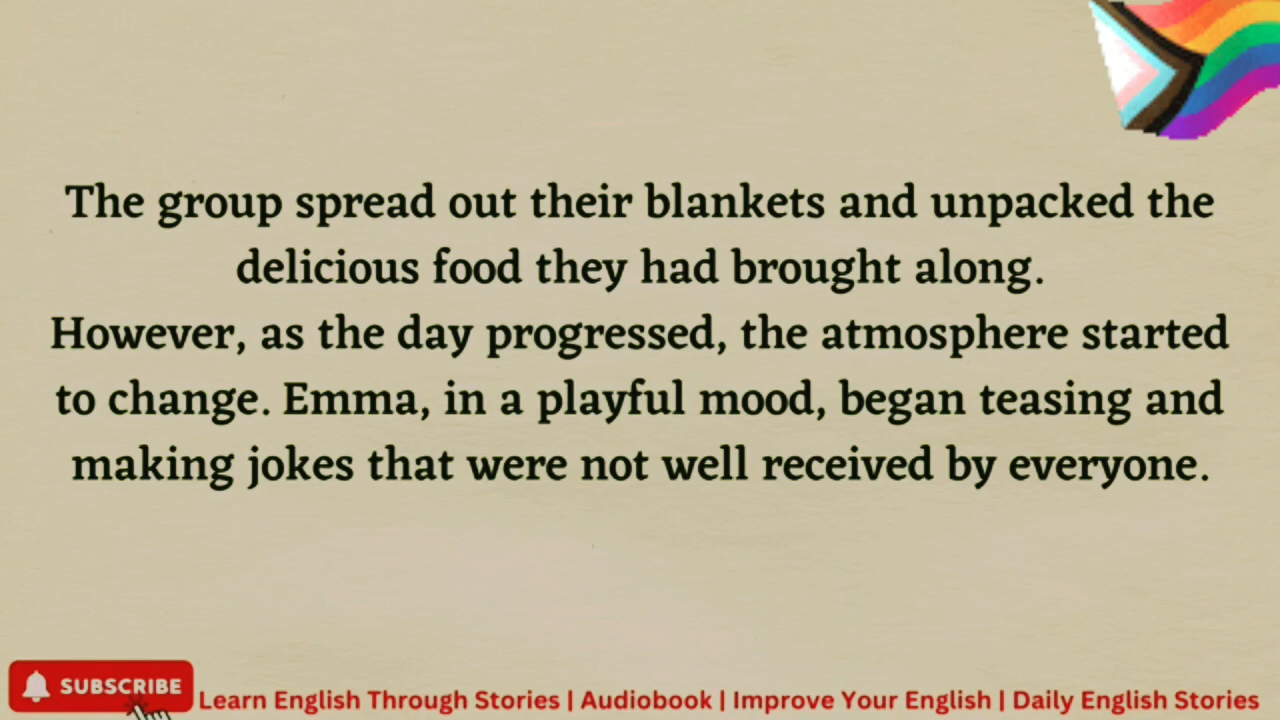 The group spread out their blankets and unpacked the
delicious food they had brought along.
However, as the day progressed, the atmosphere started
to change. Emma, in a playful mood, began teasing and
making jokes that were not well received by everyone.
SUBSCRIBE
Learn English Through Stories | Audiobook | Improve Your English | Daily English Stories